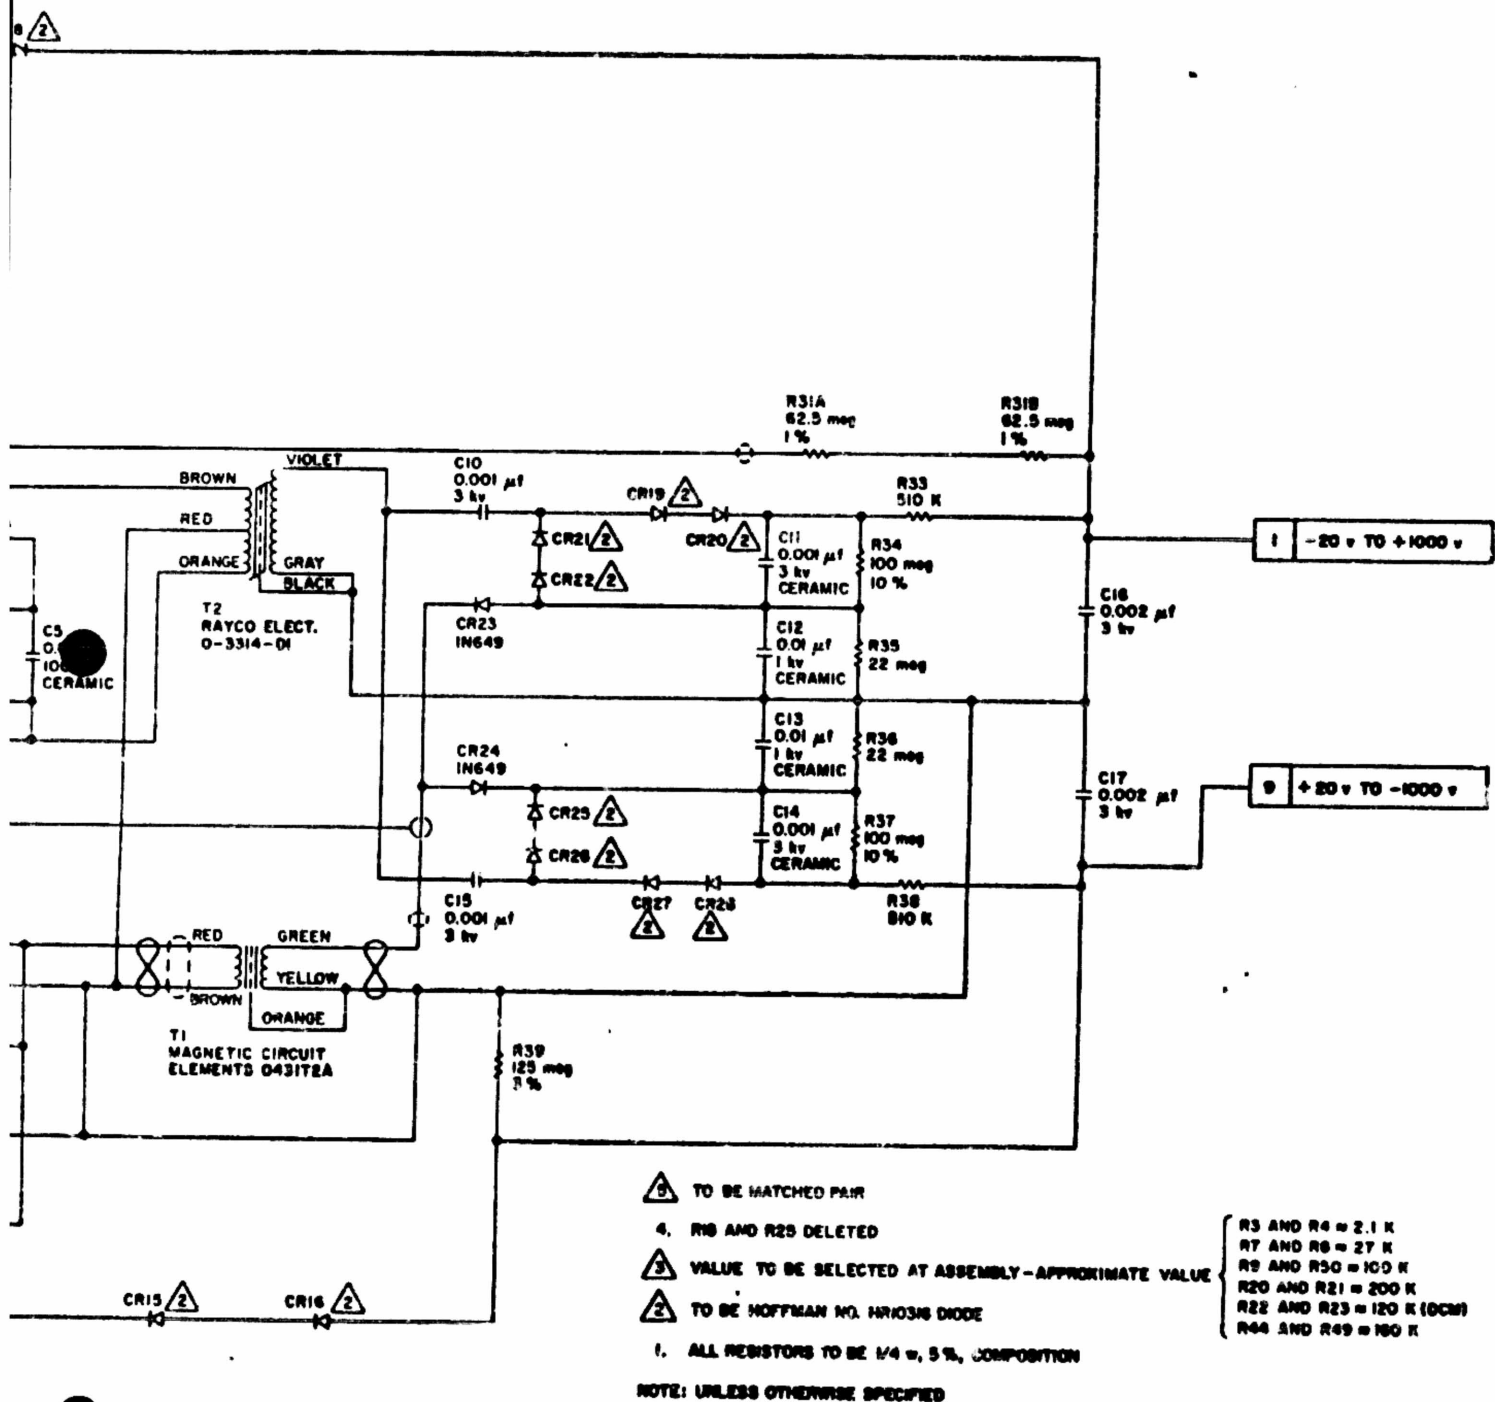 2
R31A
62.5 meg
1 %
R31B
62.5 meg
1 %
VIOLET
BROWN
RED
ORANGE
GRAY
BLACK
T2
RAYCO ELECT.
0-3314-01
C5
CERAMIC
C10
0.001 µf
3 kv
CR19 2
CR20 2
CR21 2
CR22 2
CR23
IN649
C11
0.001 µf
3 kv
CERAMIC
R33
510 K
R34
100 meg
10 %
C12
0.01 µf
1 kv
CERAMIC
R35
22 meg
1 -20 v TO +1000 v
C16
0.002 µf
3 kv
CR24
IN649
C13
0.01 µf
1 kv
CERAMIC
R36
22 meg
CR25 2
CR26 2
C14
0.001 µf
3 kv
CERAMIC
R37
100 meg
10 %
C17
0.002 µf
3 kv
9 +20 v TO -1000 v
C15
0.001 µf
3 kv
CR27
2
CR28
2
R38
RED
GREEN
YELLOW
BROWN
ORANGE
T1
MAGNETIC CIRCUIT
ELEMENTS 0431T2A
R39
125 meg
CR15 2
CR16 2
5 TO BE MATCHED PAIR
4. R18 AND R25 DELETED
3 VALUE TO BE SELECTED AT ASSEMBLY-APPROXIMATE VALUE
R3 AND R4 ≈ 2.1 K
R7 AND R8 ≈ 27 K
R9 AND R50 ≈ 100 K
R20 AND R21 ≈ 200 K
R22 AND R23 ≈ 120 K (DCM)
R44 AND R49 ≈ 160 K
2 TO BE HOFFMAN NO. HR10316 DIODE
1. ALL RESISTORS TO BE 1/4 w, 5 %, COMPOSITION
NOTE: UNLESS OTHERWISE SPECIFIED